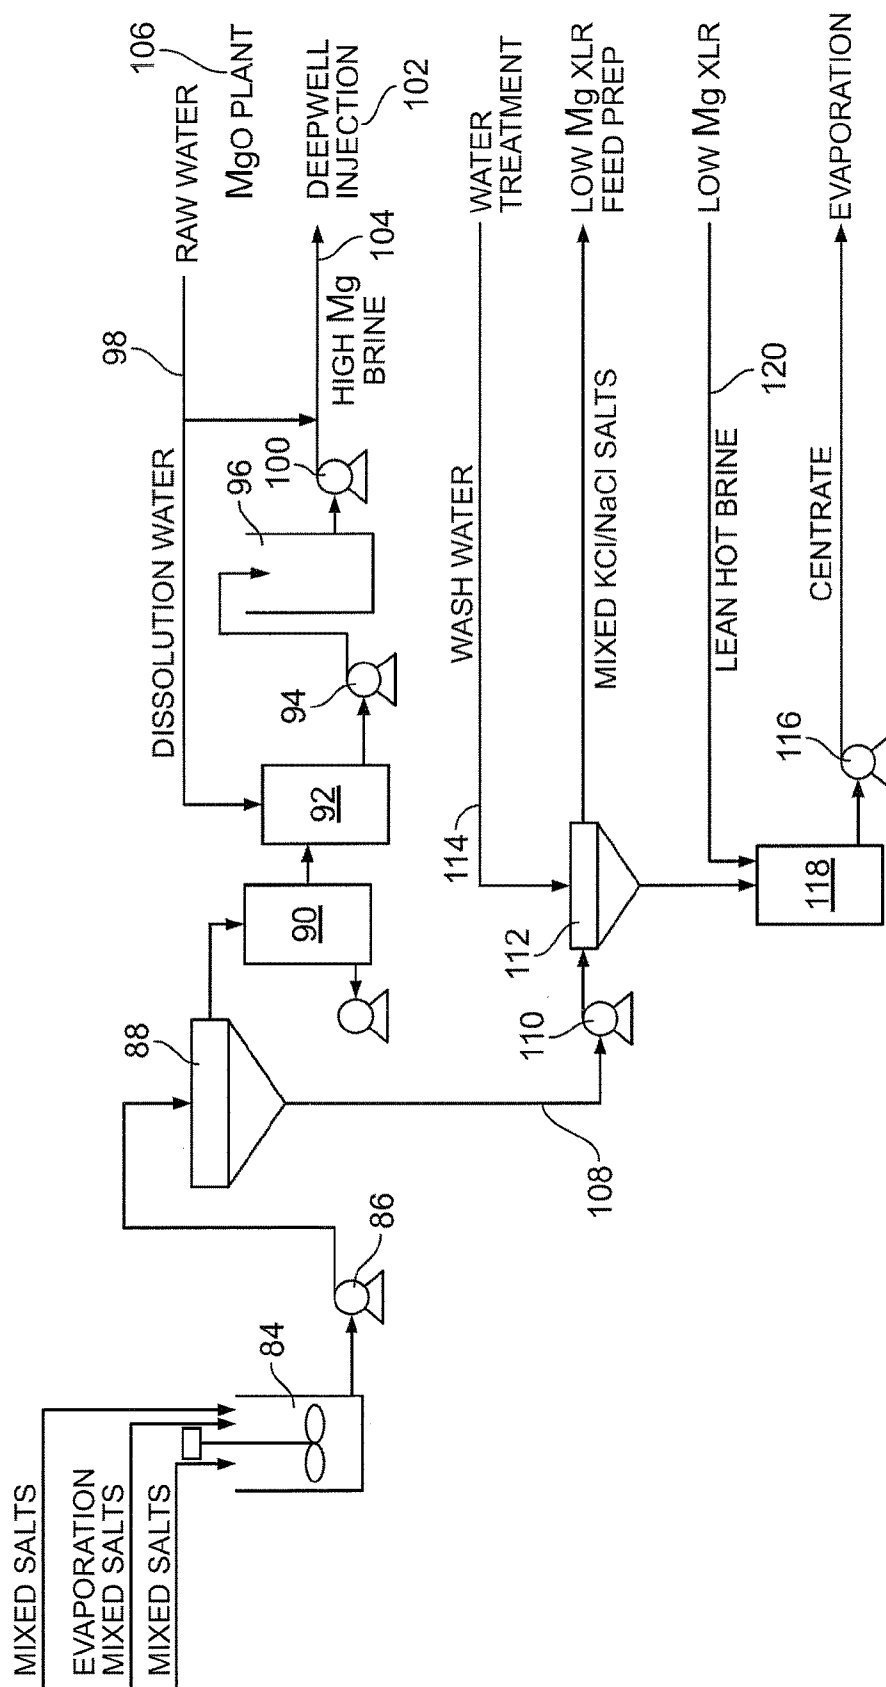 MIXED SALTS
EVAPORATION
MIXED SALTS
MIXED SALTS
84
86
88
90
92
94
DISSOLUTION WATER
98
96
100
RAW WATER
106
MgO PLANT
HIGH Mg
BRINE
104
DEEPWELL
INJECTION
102
108
110
112
114
WASH WATER
WATER
TREATMENT
MIXED KCl/NaCl SALTS
LOW Mg XLR
FEED PREP
LEAN HOT BRINE
120
LOW Mg XLR
118
116
CENTRATE
EVAPORATION